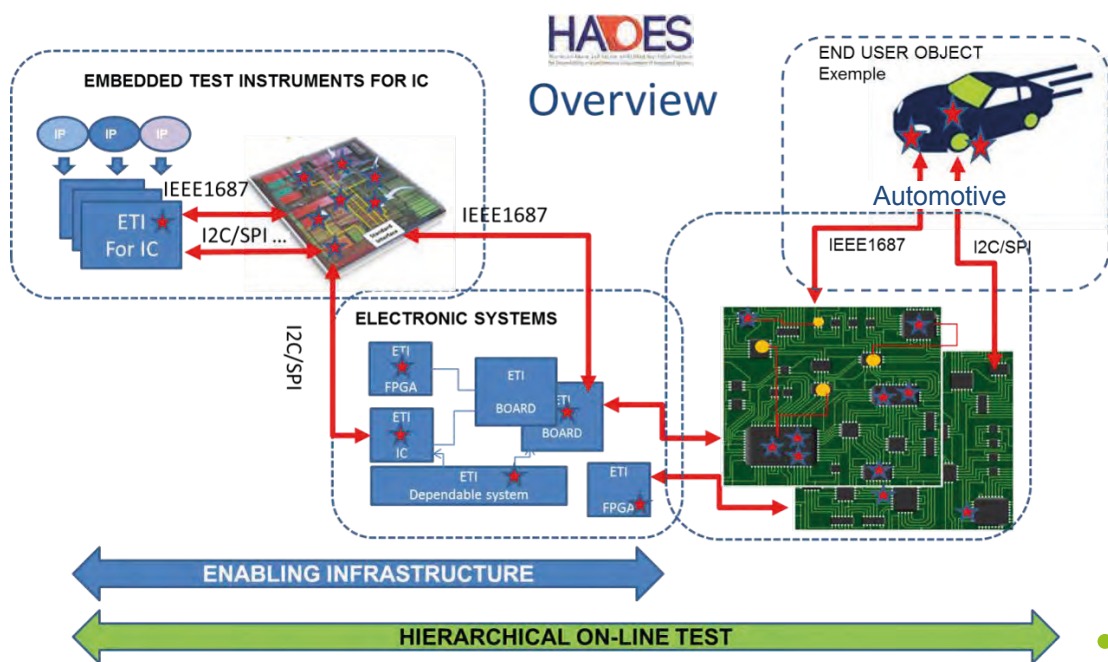 HADES
Overview
EMBEDDED TEST INSTRUMENTS FOR IC
IP IP IP
ETI
For IC
IEEE1687
I2C/SPI ...
Standard
Interface
IEEE1687
I2C/SPI
ELECTRONIC SYSTEMS
ETI
FPGA
ETI
IC
ETI
BOARD
ETI
BOARD
ETI
Dependable system
ETI
FPGA
END USER OBJECT
Exemple
Automotive
IEEE1687
I2C/SPI
ENABLING INFRASTRUCTURE
HIERARCHICAL ON-LINE TEST